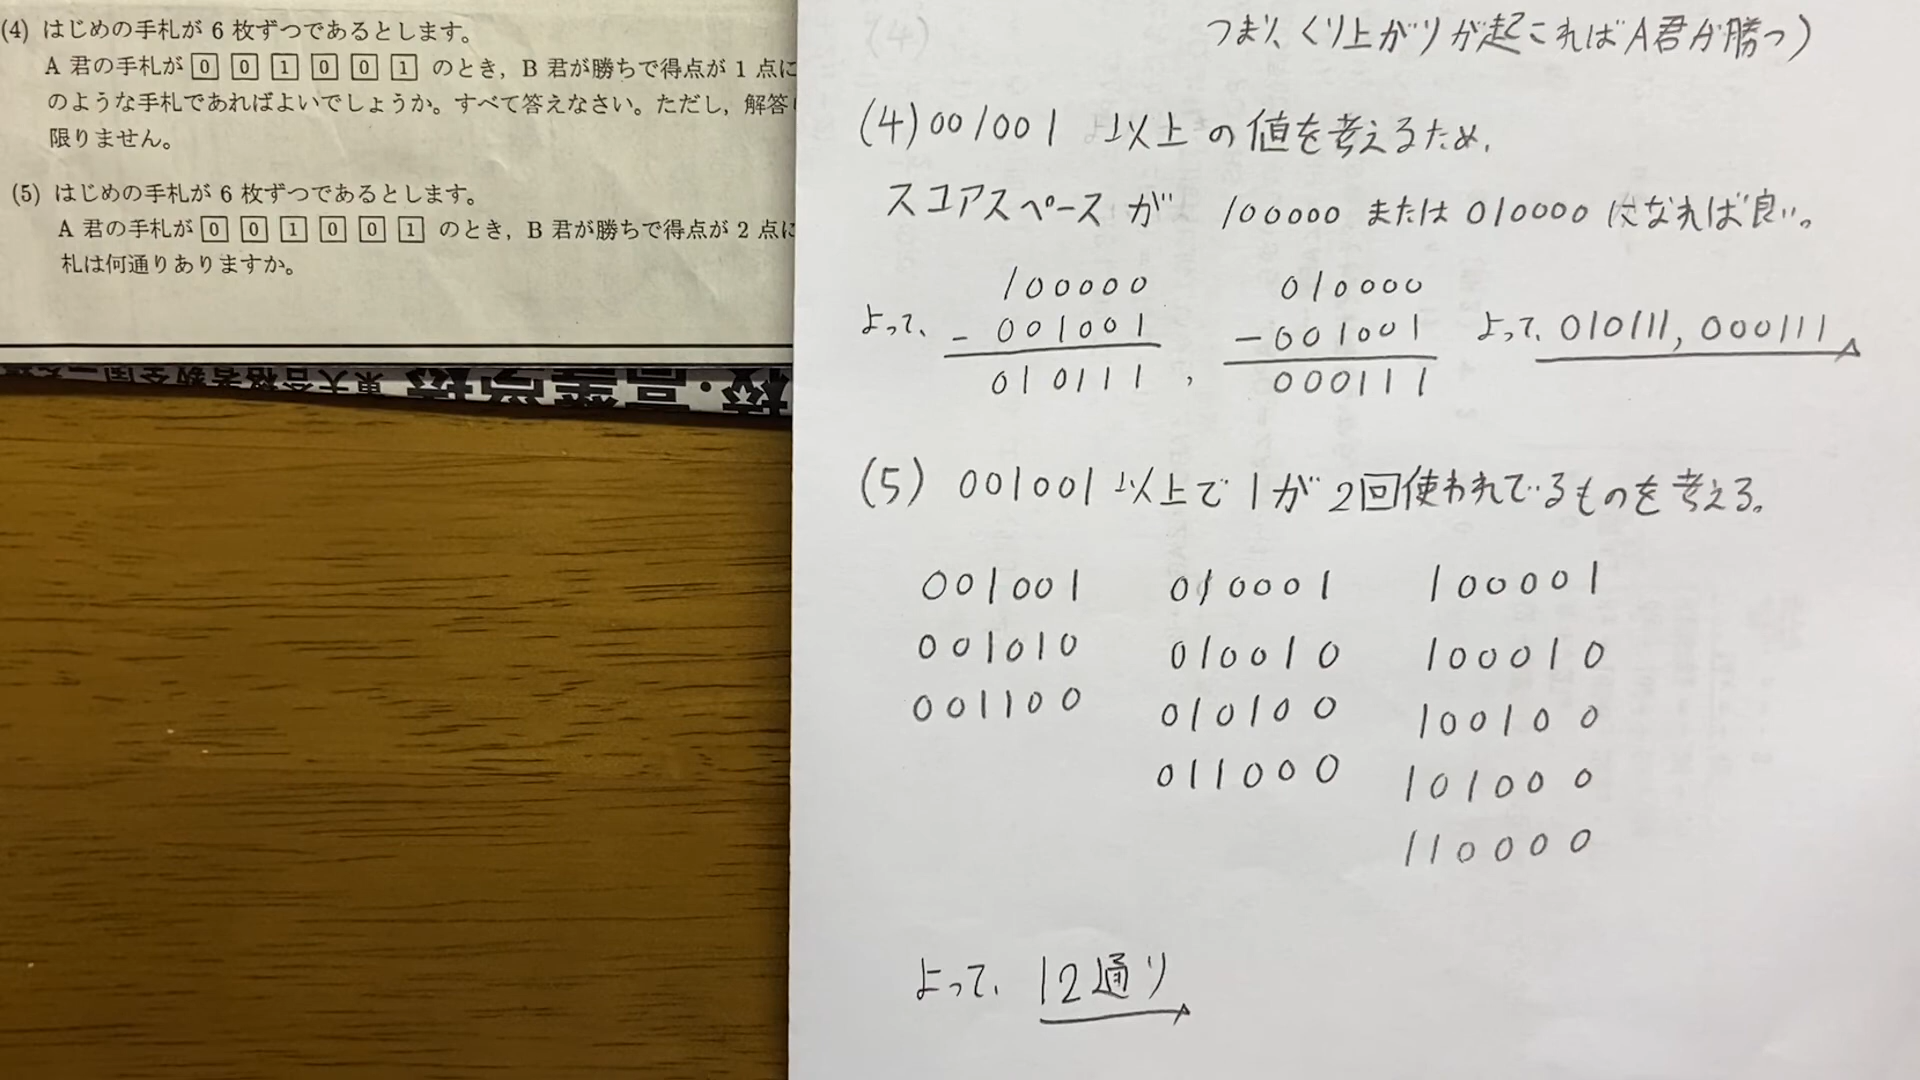 (4) はじめの手札が 6 枚ずつであるとします。
A 君の手札が 0 0 1 0 0 1 のとき, B 君が勝ちで得点が 1 点に
のような手札であればよいでしょうか。すべて答えなさい。ただし, 解答
限りません。
(5) はじめの手札が 6 枚ずつであるとします。
A 君の手札が 0 0 1 0 0 1 のとき, B 君が勝ちで得点が 2 点に
札は何通りありますか。
つまり、くり上がりが起これば A君が勝つ)
(4) 001001 以上の値を考えるため、
スコアスペースが 100000 または 010000 になれば良い。
よって、
100000
- 001001
010111 ,
010000
- 001001
000111
よって、010111, 000111
(5) 001001 以上で 1 が 2回使われているものを考える。
001001 010001 100001
001010 010010 100010
001100 010100 100100
011000 101000
110000
よって、12通り